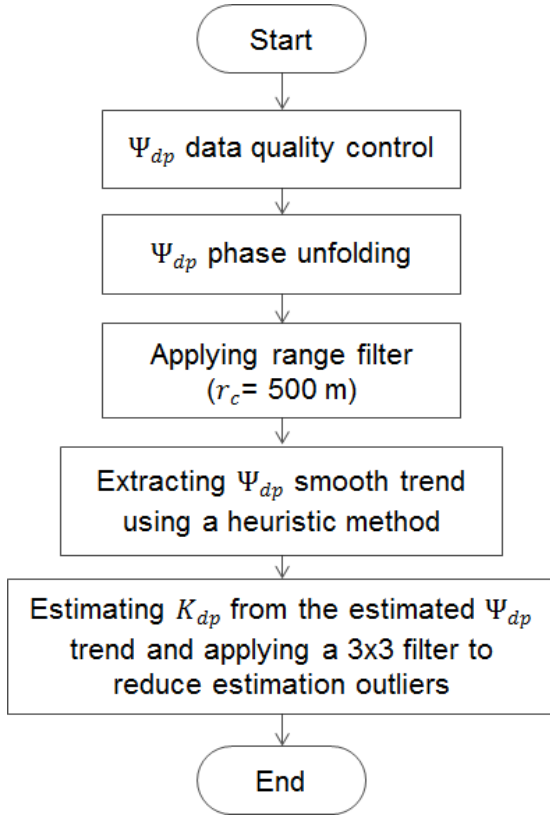 Start
Ψ_dp data quality control
Ψ_dp phase unfolding
Applying range filter
(r_c= 500 m)
Extracting Ψ_dp smooth trend
using a heuristic method
Estimating K_dp from the estimated Ψ_dp
trend and applying a 3x3 filter to
reduce estimation outliers
End